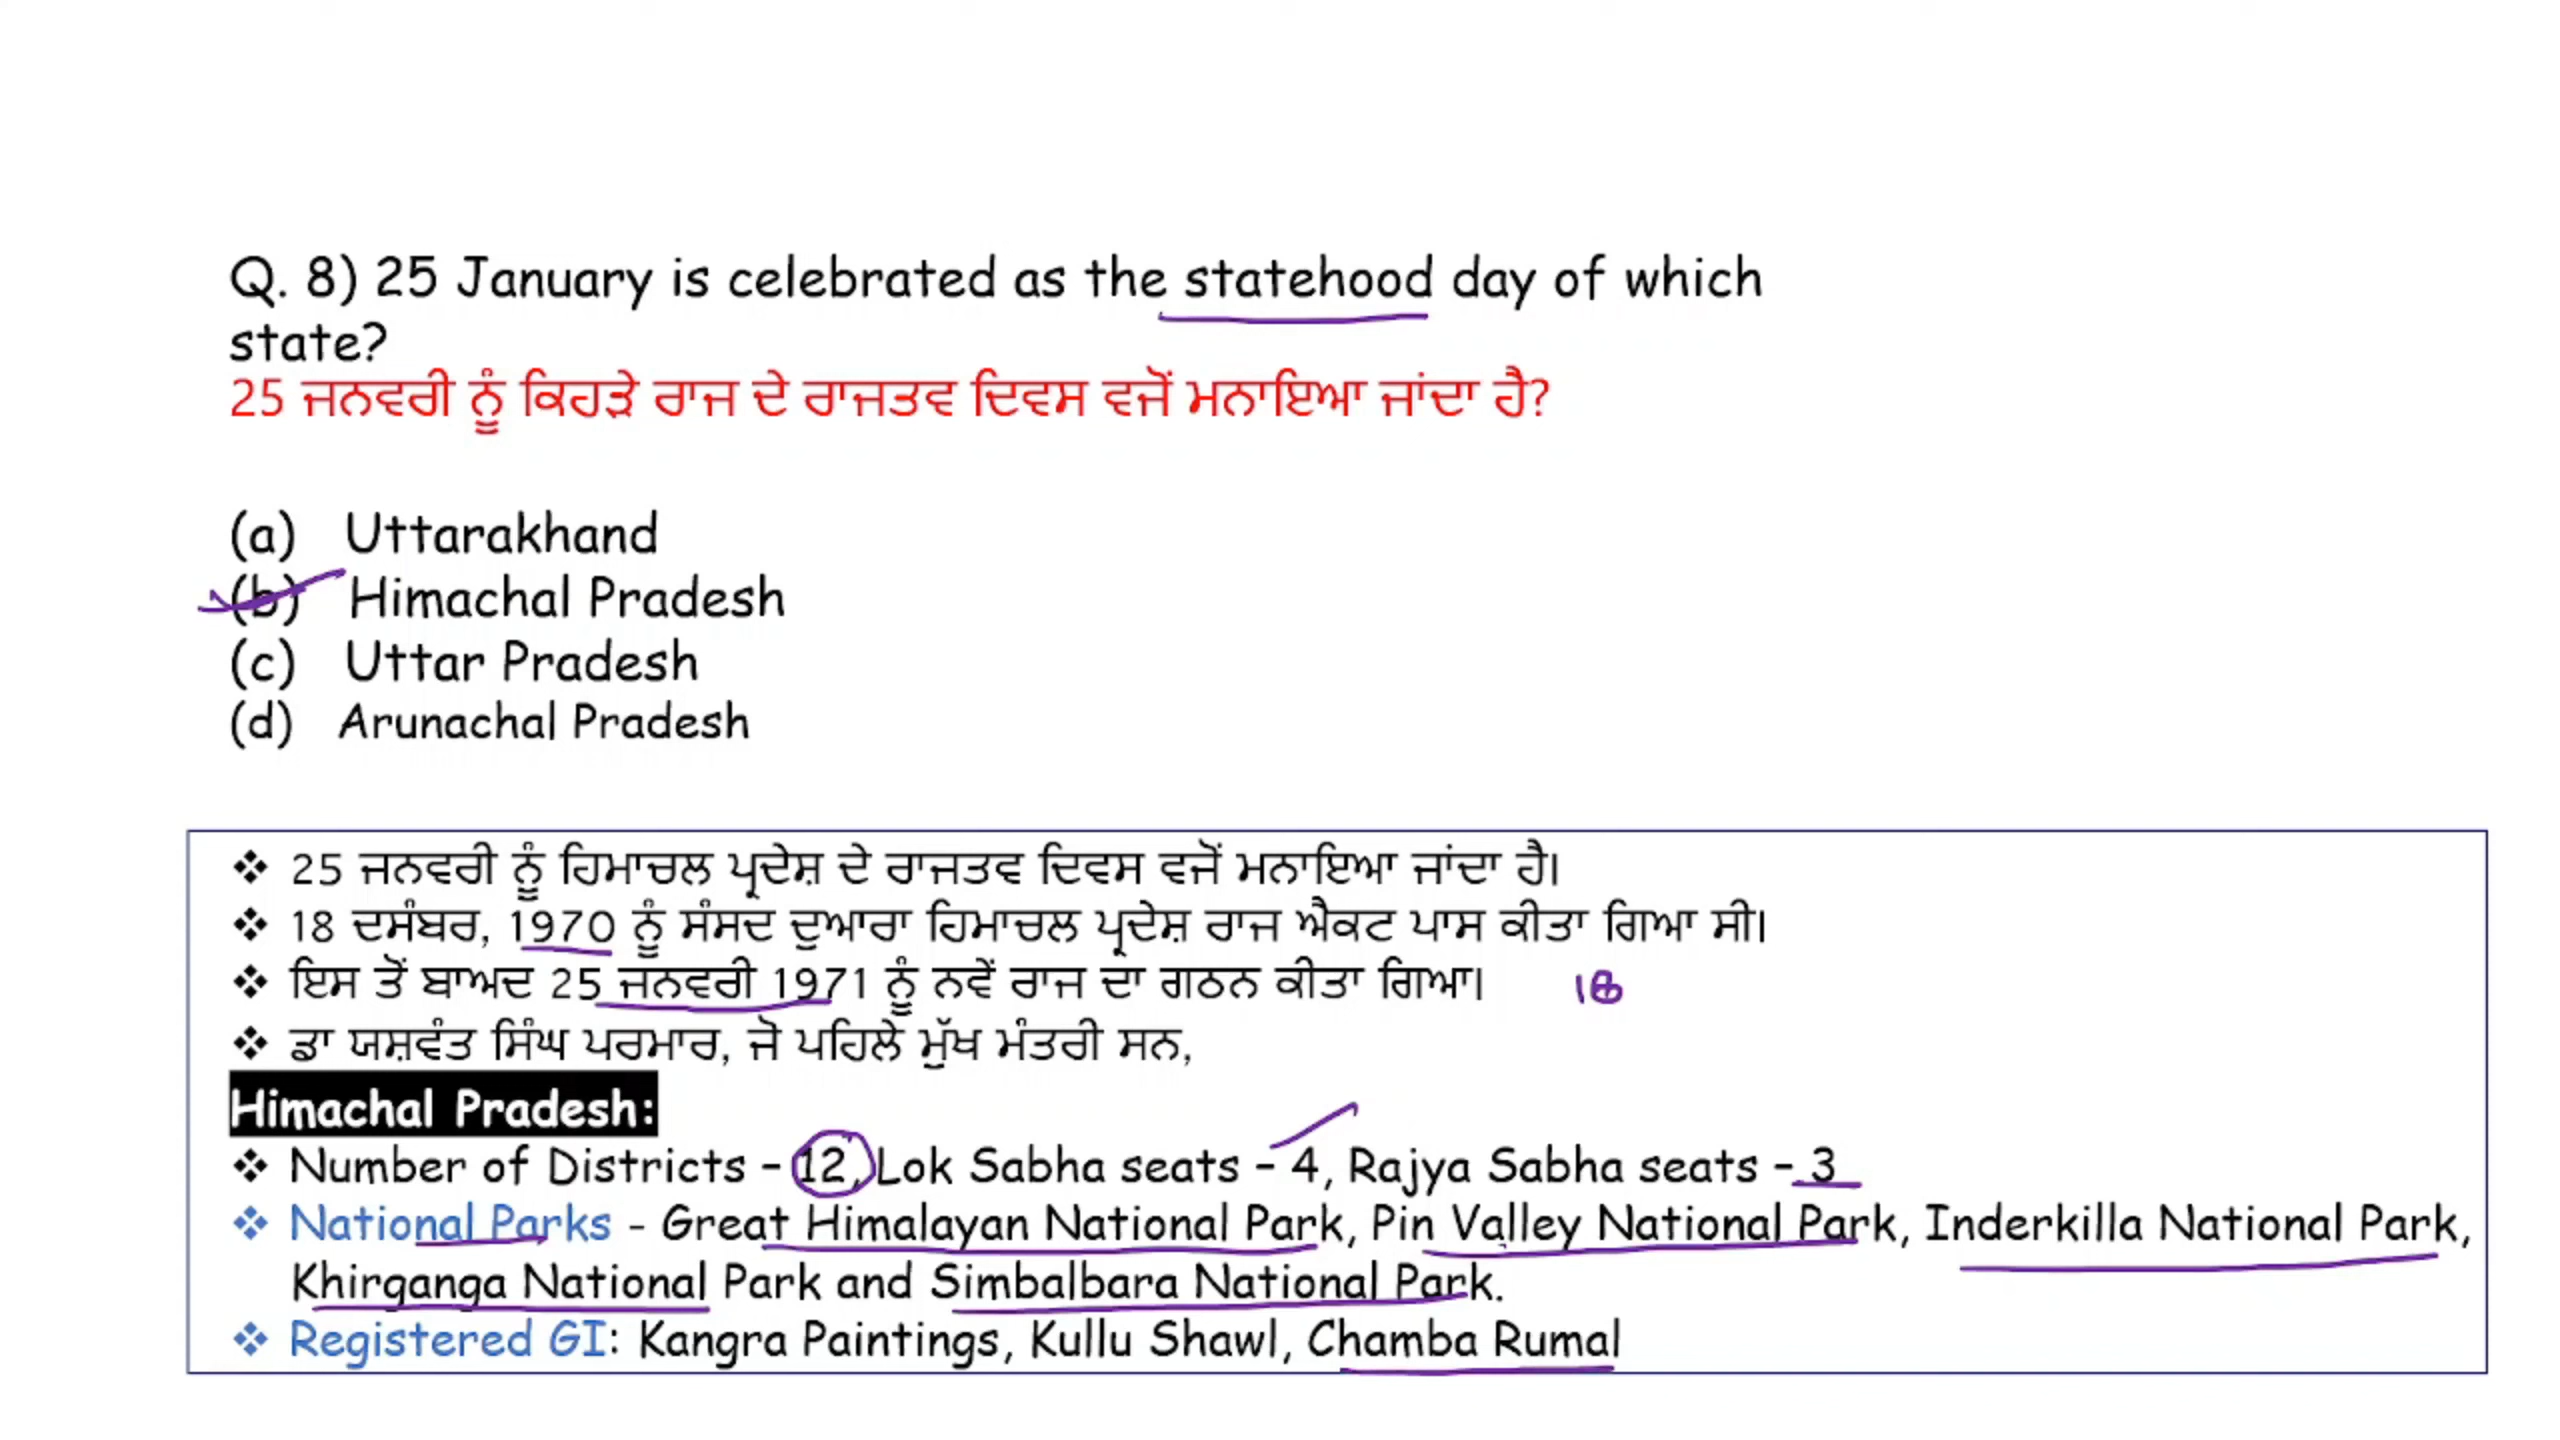 Q. 8) 25 January is celebrated as the statehood day of which
state?
25 ਜਨਵਰੀ ਨੂੰ ਕਿਹੜੇ ਰਾਜ ਦੇ ਰਾਜਤਵ ਦਿਵਸ ਵਜੋਂ ਮਨਾਇਆ ਜਾਂਦਾ ਹੈ?
(a) Uttarakhand
(b) Himachal Pradesh
(c) Uttar Pradesh
(d) Arunachal Pradesh
❖ 25 ਜਨਵਰੀ ਨੂੰ ਹਿਮਾਚਲ ਪ੍ਰਦੇਸ਼ ਦੇ ਰਾਜਤਵ ਦਿਵਸ ਵਜੋਂ ਮਨਾਇਆ ਜਾਂਦਾ ਹੈ।
❖ 18 ਦਸੰਬਰ, 1970 ਨੂੰ ਸੰਸਦ ਦੁਆਰਾ ਹਿਮਾਚਲ ਪ੍ਰਦੇਸ਼ ਰਾਜ ਐਕਟ ਪਾਸ ਕੀਤਾ ਗਿਆ ਸੀ।
❖ ਇਸ ਤੋਂ ਬਾਅਦ 25 ਜਨਵਰੀ 1971 ਨੂੰ ਨਵੇਂ ਰਾਜ ਦਾ ਗਠਨ ਕੀਤਾ ਗਿਆ।
❖ ਡਾ ਯਸ਼ਵੰਤ ਸਿੰਘ ਪਰਮਾਰ, ਜੋ ਪਹਿਲੇ ਮੁੱਖ ਮੰਤਰੀ ਸਨ,
Himachal Pradesh:
❖ Number of Districts – 12, Lok Sabha seats – 4, Rajya Sabha seats – 3
❖ National Parks - Great Himalayan National Park, Pin Valley National Park, Inderkilla National Park,
Khirganga National Park and Simbalbara National Park.
❖ Registered GI: Kangra Paintings, Kullu Shawl, Chamba Rumal